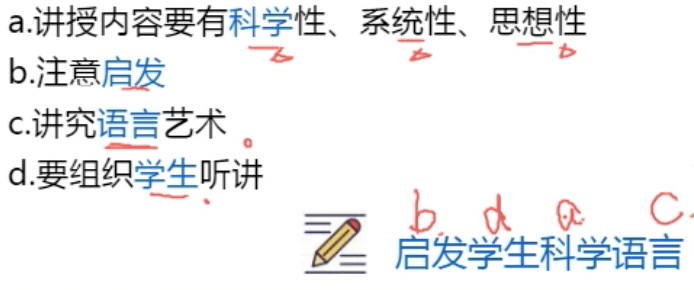 a.讲授内容要有科学性、系统性、思想性
b.注意启发
c.讲究语言艺术
d.要组织学生听讲
b. d a. c.
启发学生科学语言